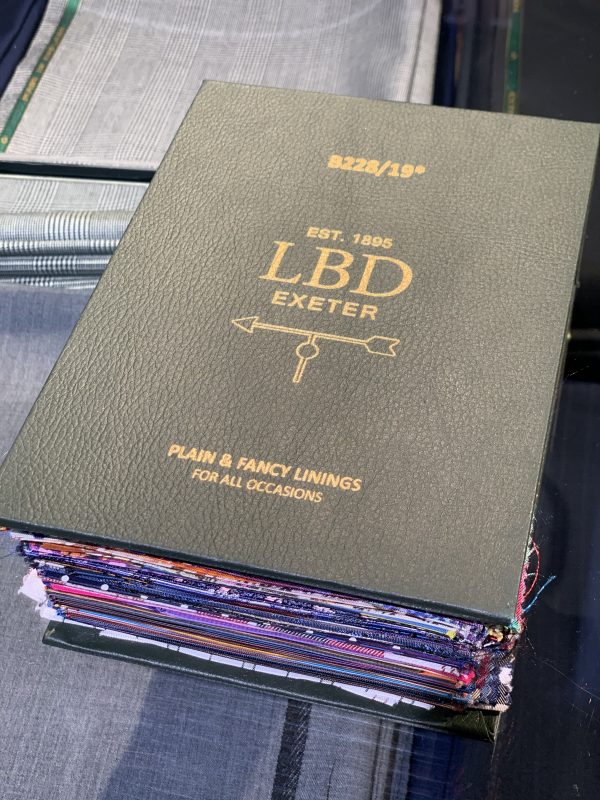 B228/19*
EST. 1895
LBD
EXETER
PLAIN & FANCY LININGS
FOR ALL OCCASIONS